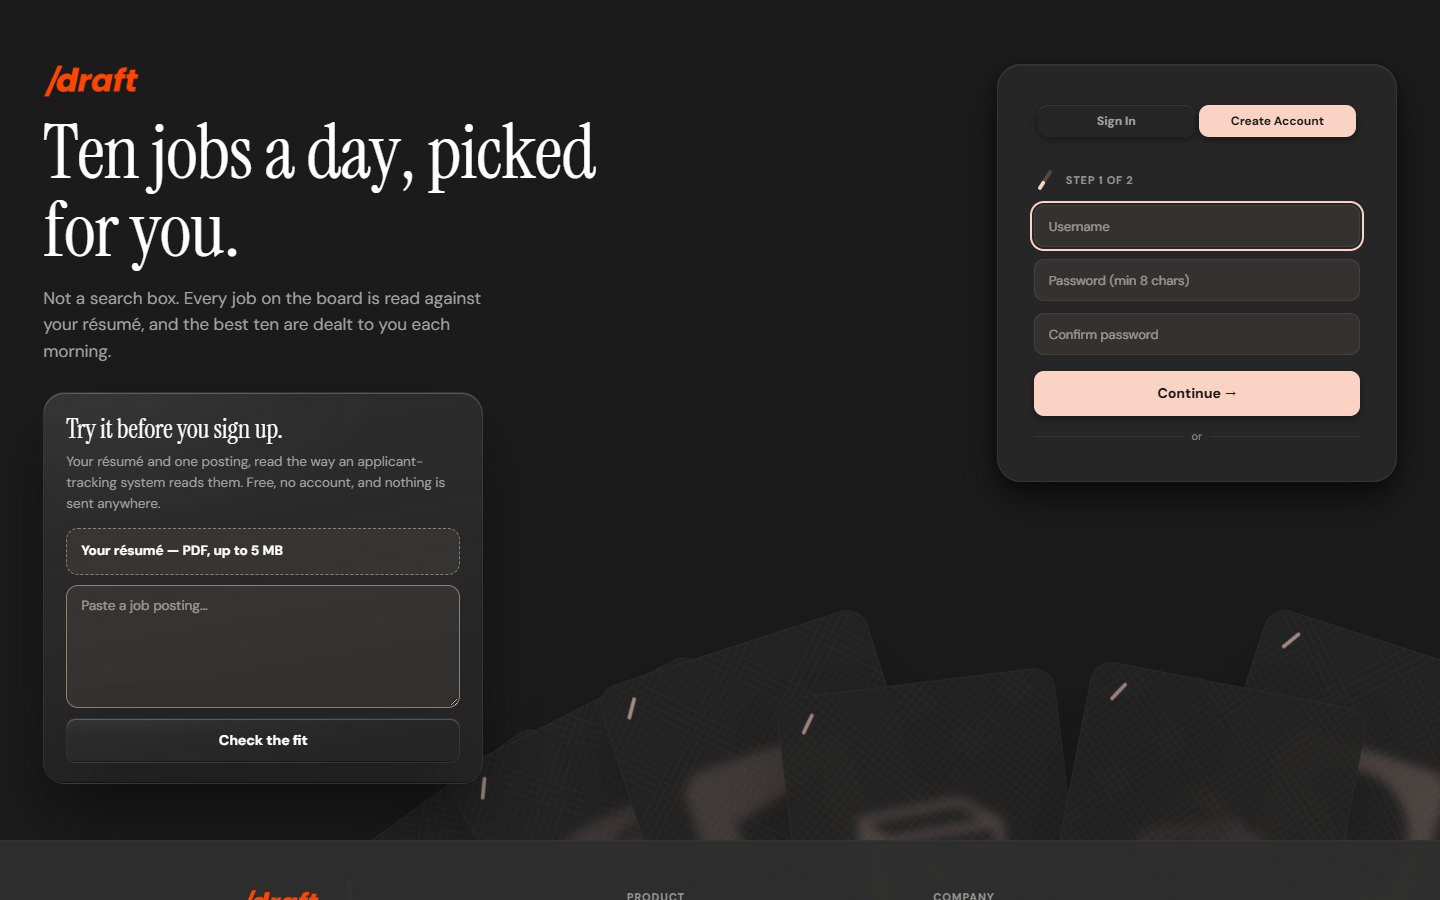 /draft
Ten jobs a day, picked
for you.
Not a search box. Every job on the board is read against
your résumé, and the best ten are dealt to you each
morning.
Try it before you sign up.
Your résumé and one posting, read the way an applicant-
tracking system reads them. Free, no account, and nothing is
sent anywhere.
Your résumé — PDF, up to 5 MB
Paste a job posting...
Check the fit
Sign In
Create Account
STEP 1 OF 2
Username
Password (min 8 chars)
Confirm password
Continue →
or
/draft
PRODUCT
COMPANY